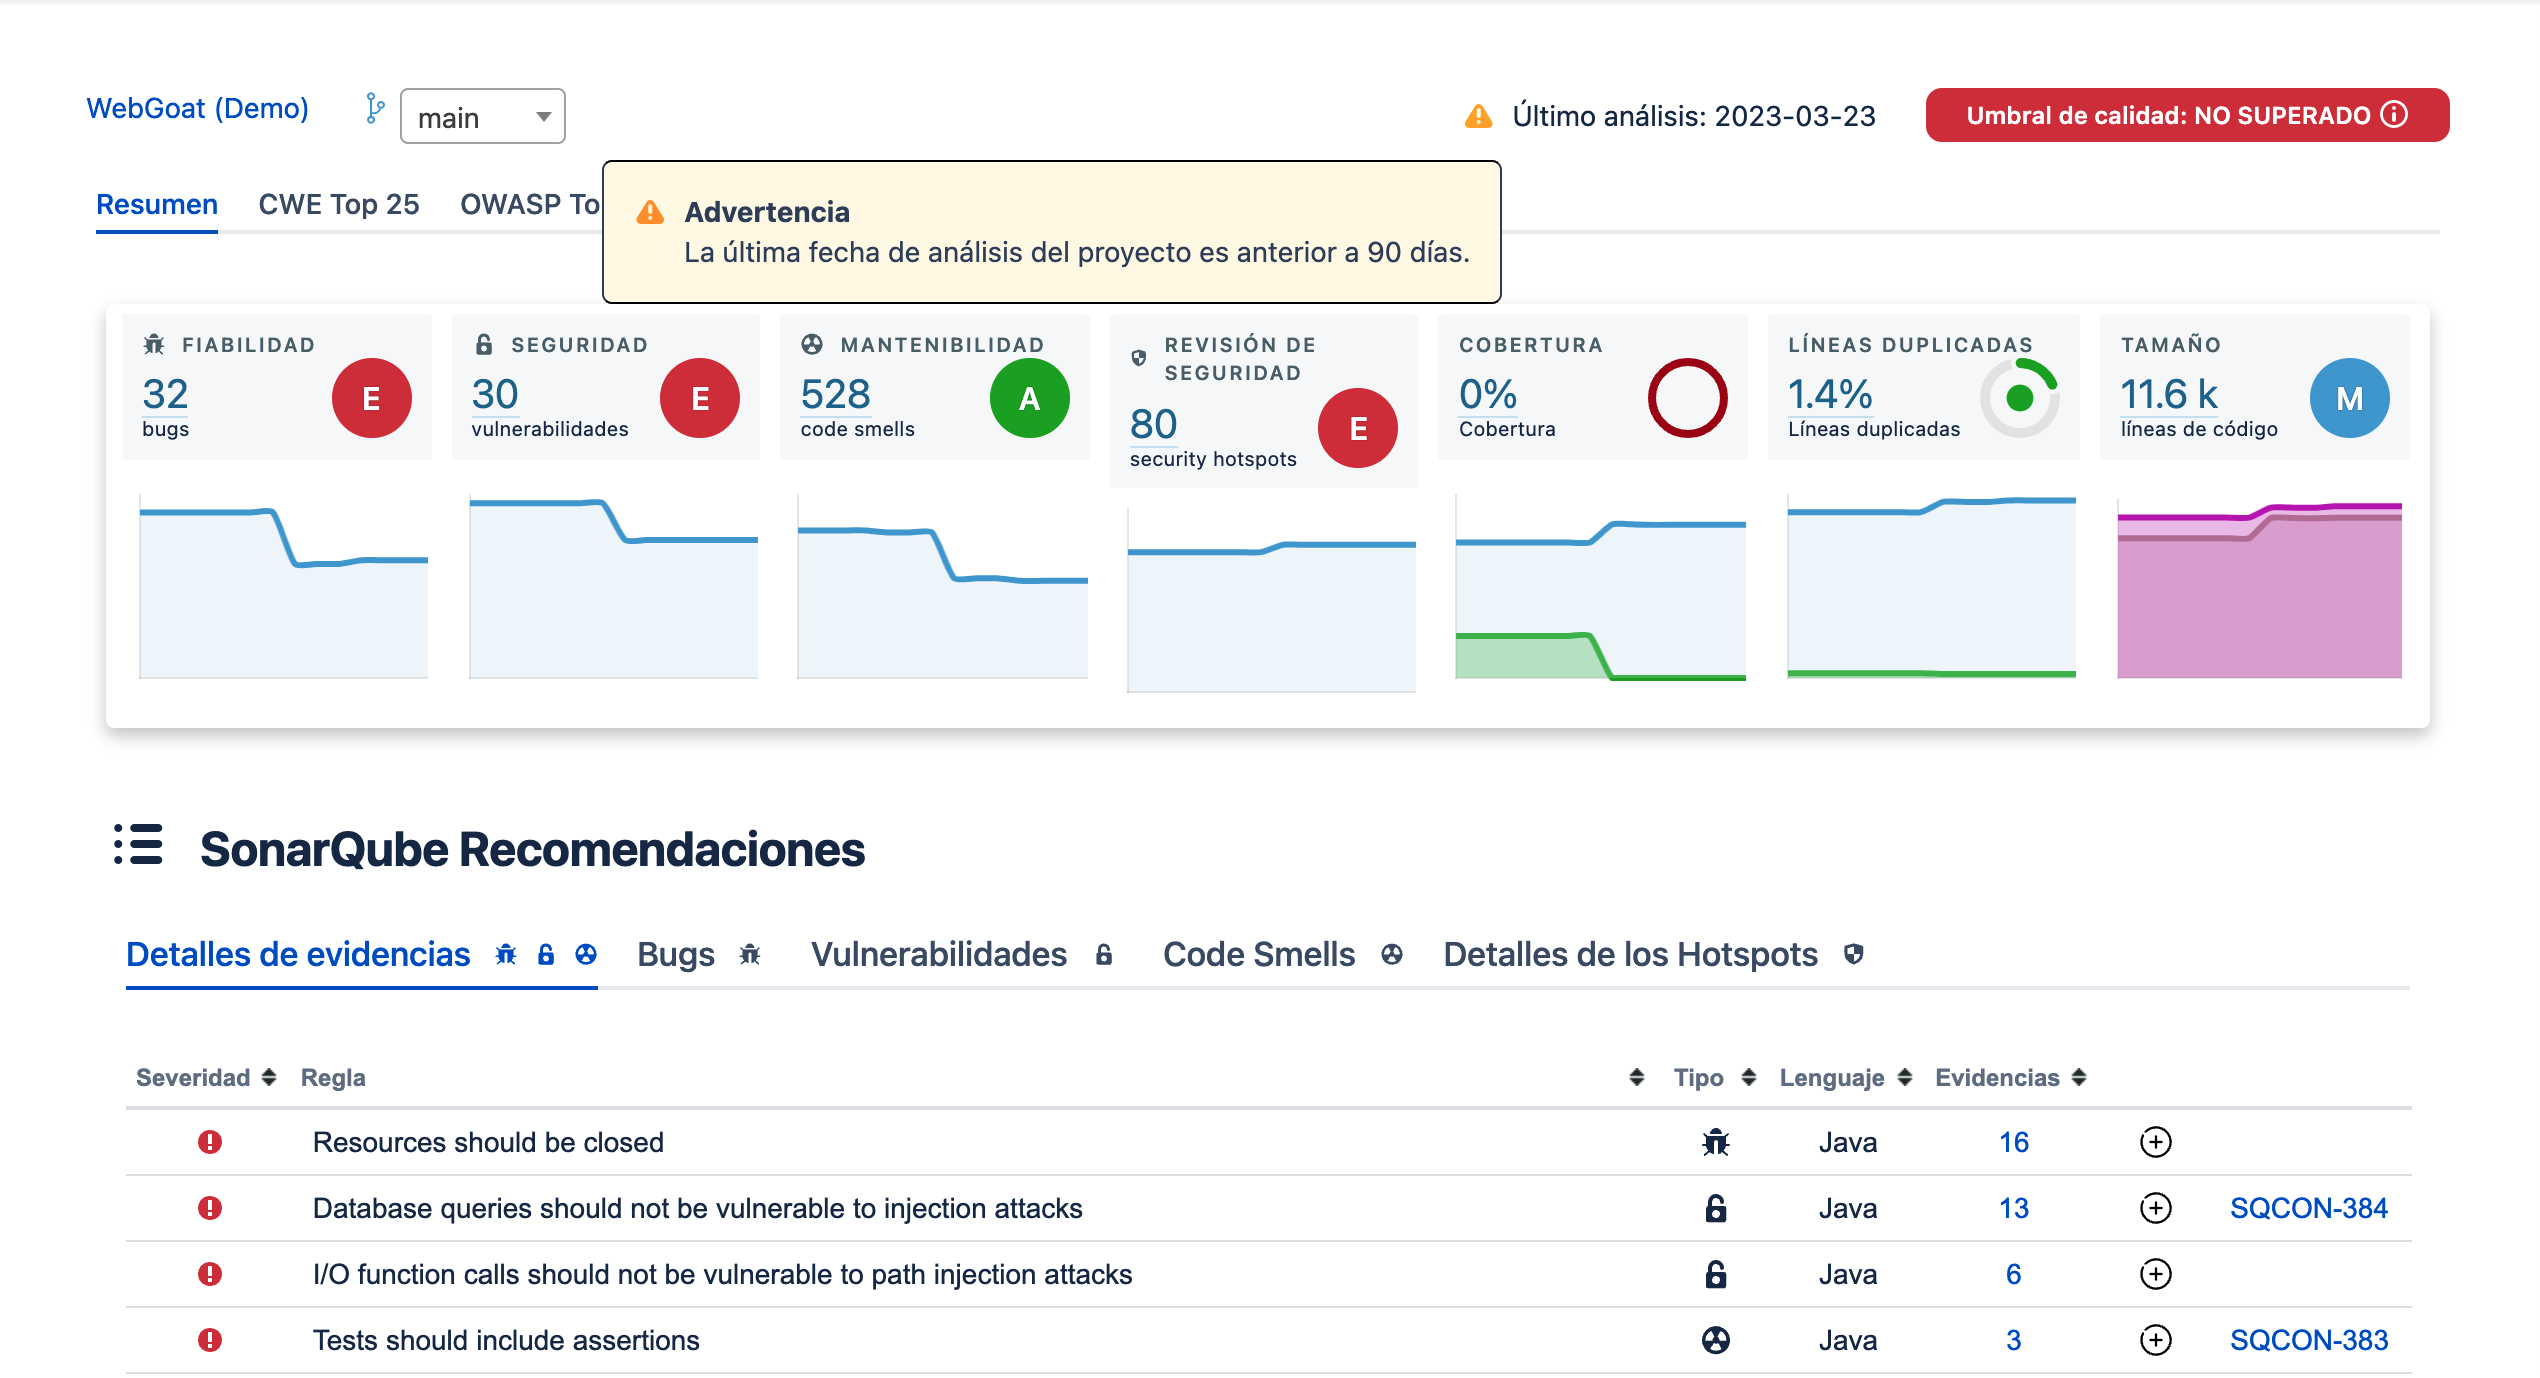 WebGoat (Demo)
main
Último análisis: 2023-03-23
Umbral de calidad: NO SUPERADO
Resumen
CWE Top 25
OWASP To
Advertencia
La última fecha de análisis del proyecto es anterior a 90 días.
FIABILIDAD
32
bugs
E
SEGURIDAD
30
vulnerabilidades
E
MANTENIBILIDAD
528
code smells
A
REVISIÓN DE
SEGURIDAD
80
security hotspots
E
COBERTURA
0%
Cobertura
LÍNEAS DUPLICADAS
1.4%
Líneas duplicadas
TAMAÑO
11.6 k
líneas de código
M
SonarQube Recomendaciones
Detalles de evidencias
Bugs
Vulnerabilidades
Code Smells
Detalles de los Hotspots
Severidad Regla Tipo Lenguaje Evidencias
Resources should be closed Java 16
Database queries should not be vulnerable to injection attacks Java 13 SQCON-384
I/O function calls should not be vulnerable to path injection attacks Java 6
Tests should include assertions Java 3 SQCON-383